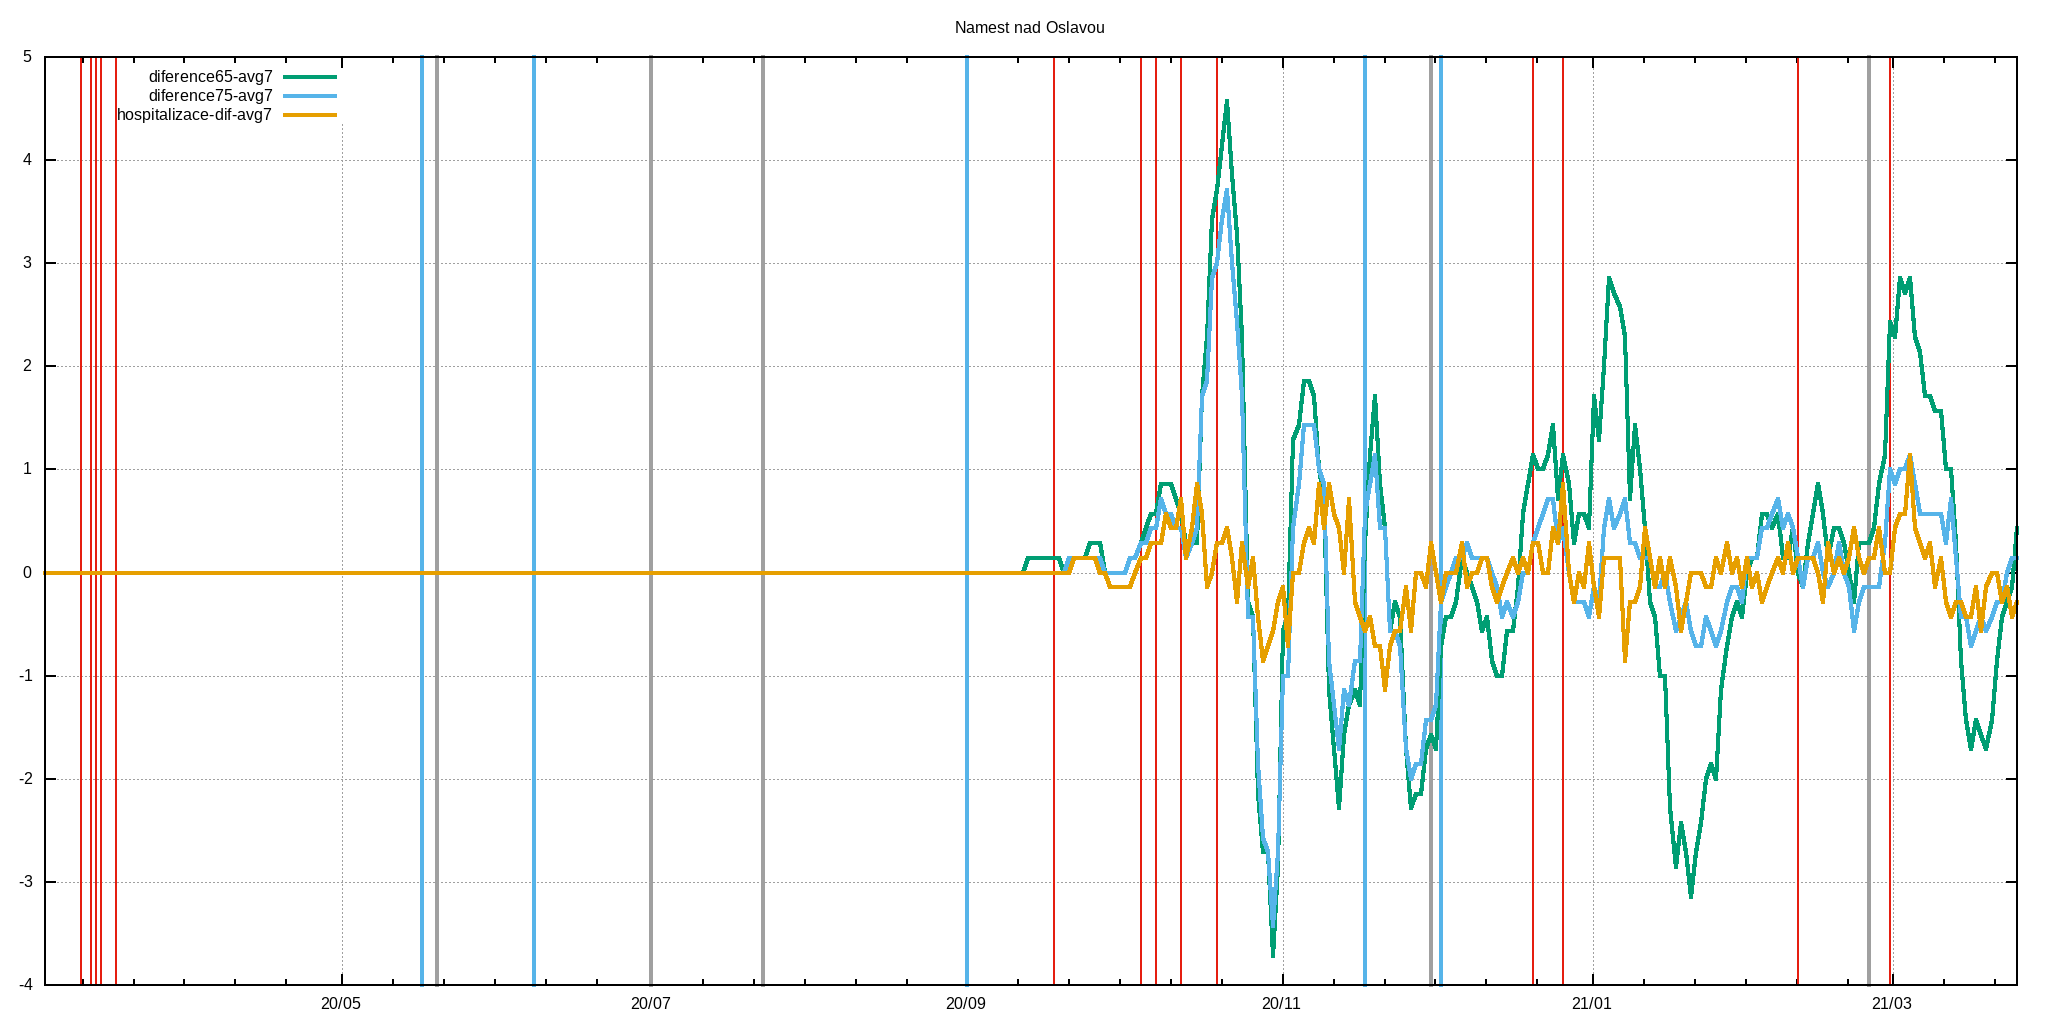 Namest nad Oslavou
diference65-avg7
diference75-avg7
hospitalizace-dif-avg7
5
4
3
2
1
0
-1
-2
-3
-4
20/05 20/07 20/09 20/11 21/01 21/03